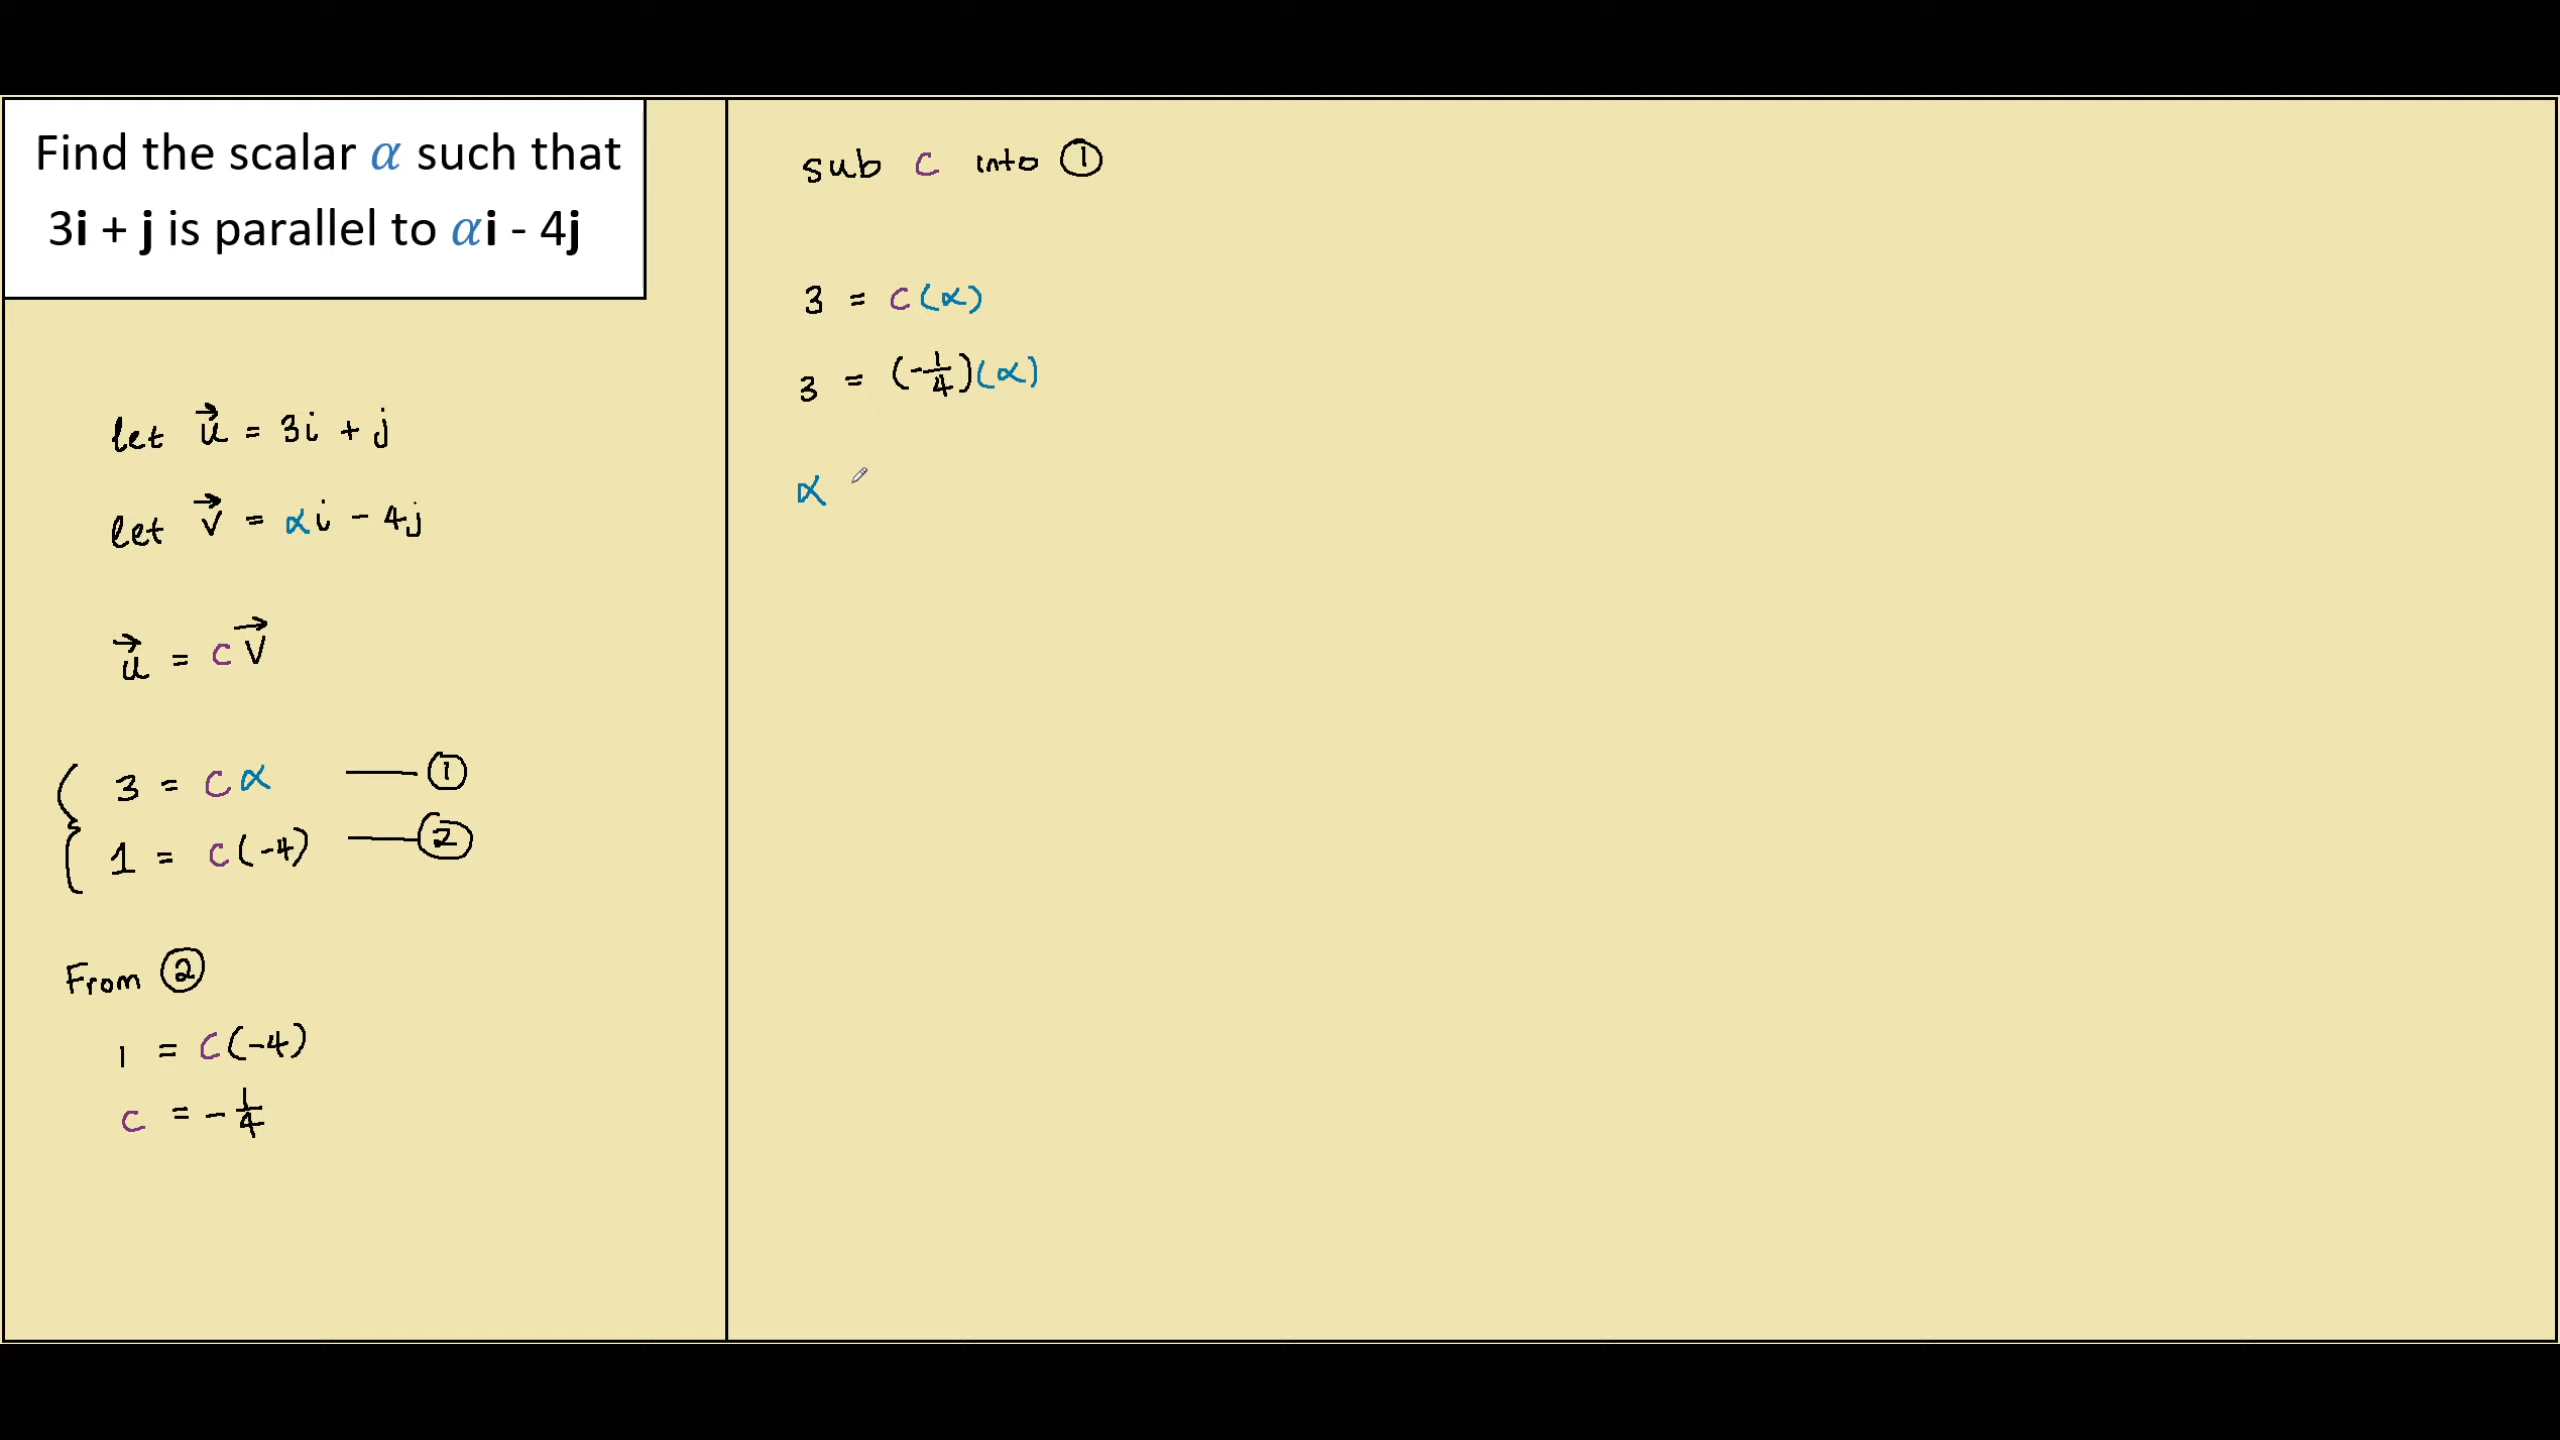 Find the scalar α such that
3i + j is parallel to αi - 4j
let u⃗ = 3i + j
let v⃗ = αi - 4j
u⃗ = c v⃗
3 = cα —— ①
1 = c(-4) —— ②
From ②
1 = c(-4)
c = -1/4
sub c into ①
3 = c(α)
3 = (-1/4)(α)
α